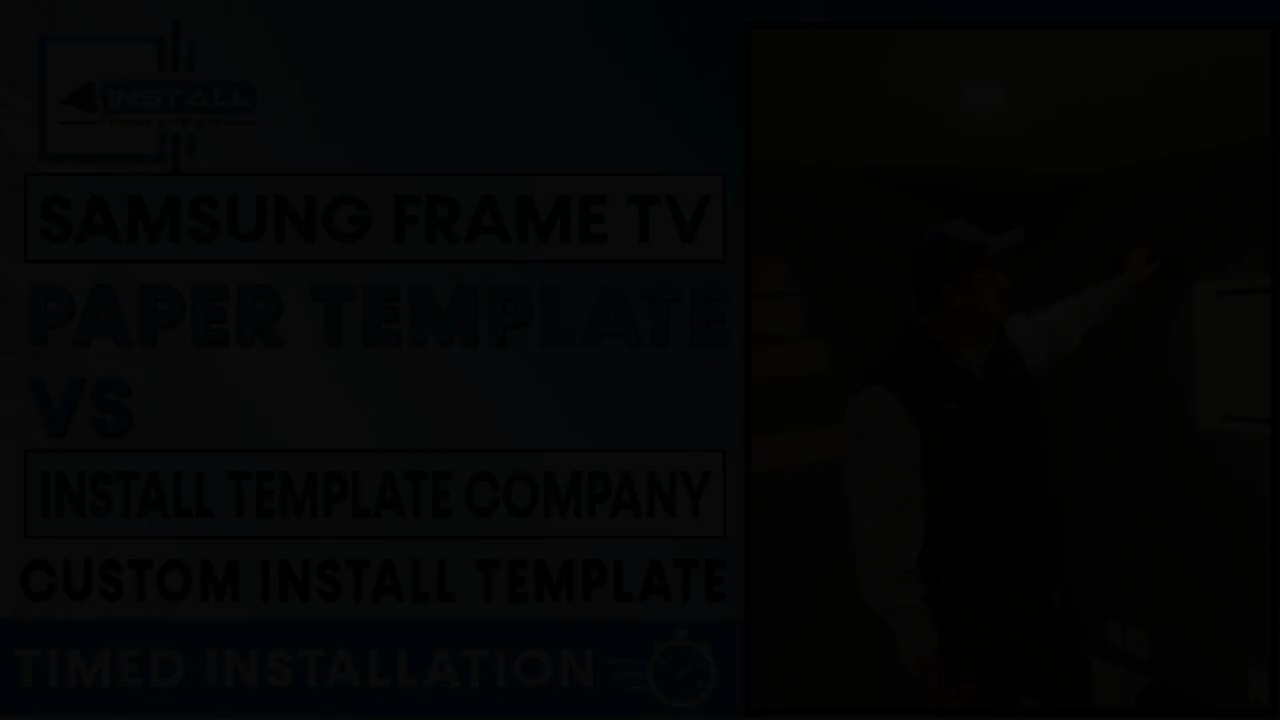 INSTALL
SAMSUNG FRAME TV
PAPER TEMPLATE
VS
INSTALL TEMPLATE COMPANY
CUSTOM INSTALL TEMPLATE
TIMED INSTALLATION